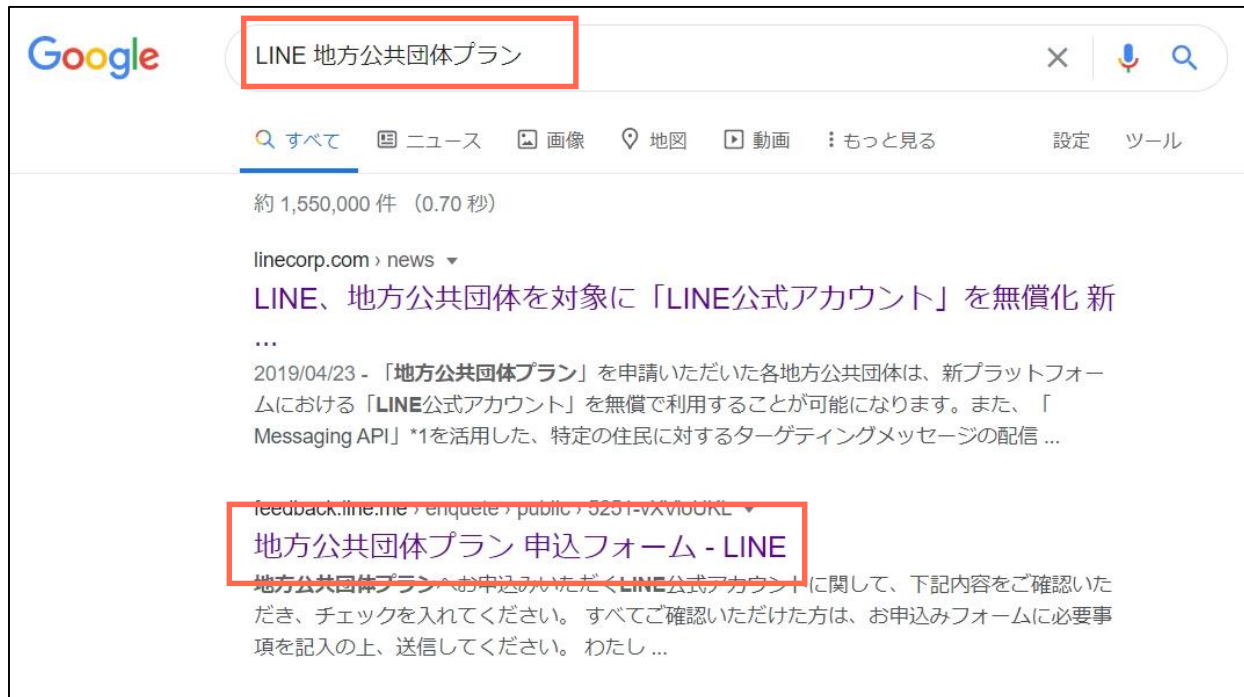 Google
LINE 地方公共団体プラン
すべて ニュース 画像 地図 動画 もっと見る 設定 ツール
約 1,550,000 件 （0.70 秒）
linecorp.com › news
LINE、地方公共団体を対象に「LINE公式アカウント」を無償化 新
...
2019/04/23 - 「地方公共団体プラン」を申請いただいた各地方公共団体は、新プラットフォー
ムにおける「LINE公式アカウント」を無償で利用することが可能になります。また、「
Messaging API」*1を活用した、特定の住民に対するターゲティングメッセージの配信 ...
feedback.line.me › enquete › public ›
地方公共団体プラン 申込フォーム - LINE
地方公共団体プランへお申込みいただくLINE公式アカウントに関して、下記内容をご確認いた
だき、チェックを入れてください。 すべてご確認いただけた方は、お申込みフォームに必要事
項を記入の上、送信してください。 わたし ...